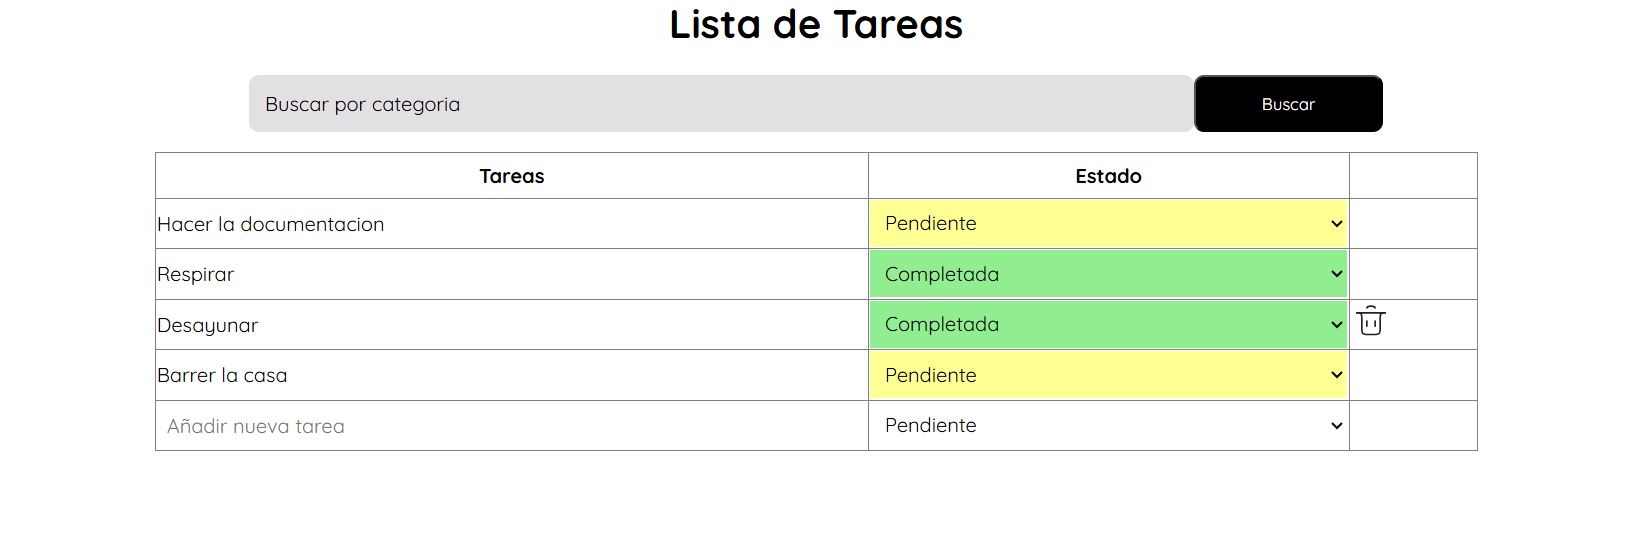 Lista de Tareas
Buscar por categoria
Buscar
Tareas Estado
Hacer la documentacion Pendiente
Respirar Completada
Desayunar Completada
Barrer la casa Pendiente
Añadir nueva tarea Pendiente